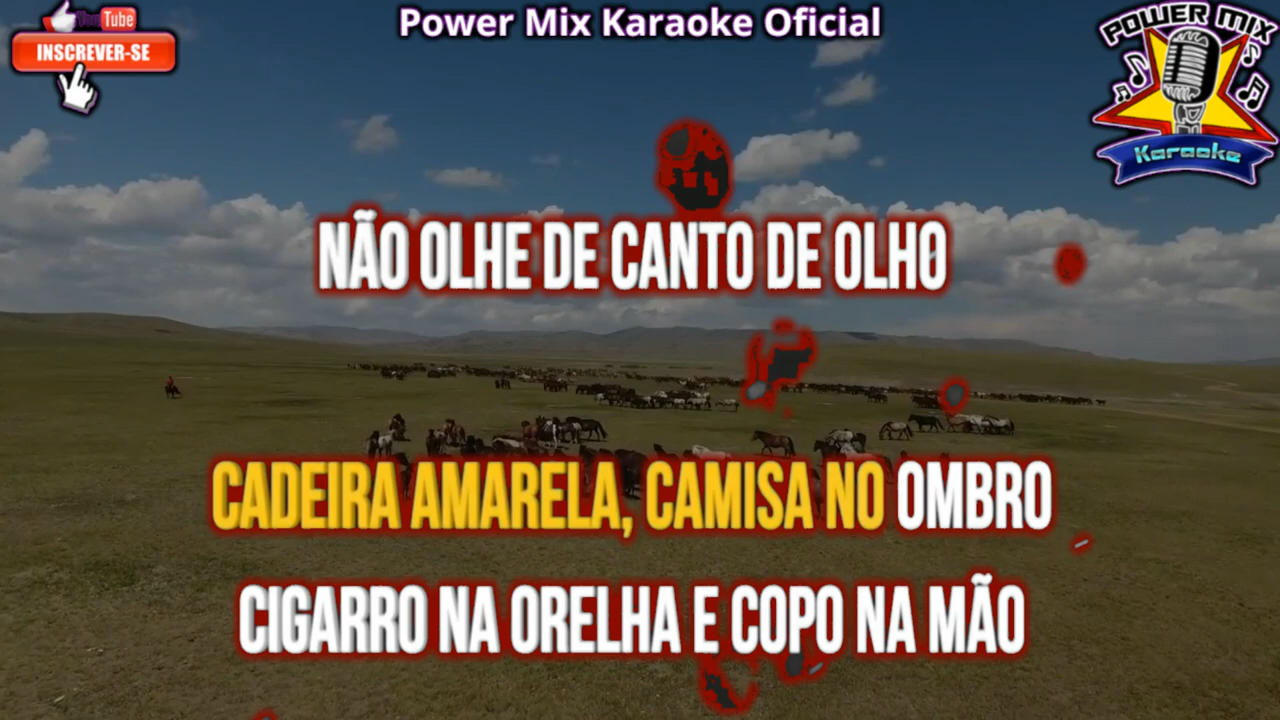 YouTube
INSCREVER-SE
Power Mix Karaoke Oficial
POWER MIX
Karaoke
NÃO OLHE DE CANTO DE OLHO
CADEIRA AMARELA, CAMISA NO OMBRO
CIGARRO NA ORELHA E COPO NA MÃO